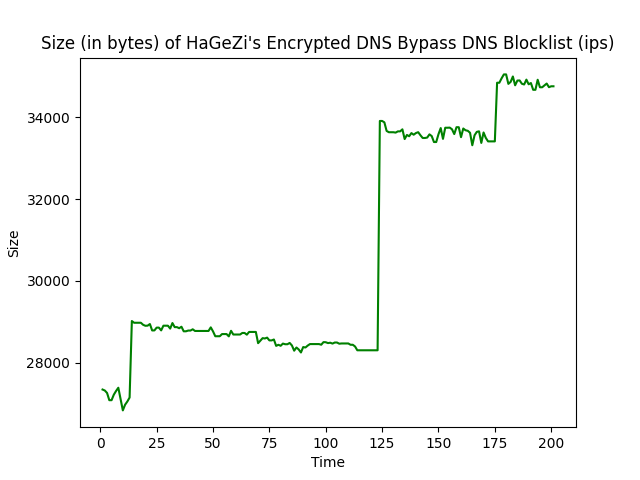 Size (in bytes) of HaGeZi's Encrypted DNS Bypass DNS Blocklist (ips)
34000
32000
30000
28000
Size
0 25 50 75 100 125 150 175 200
Time